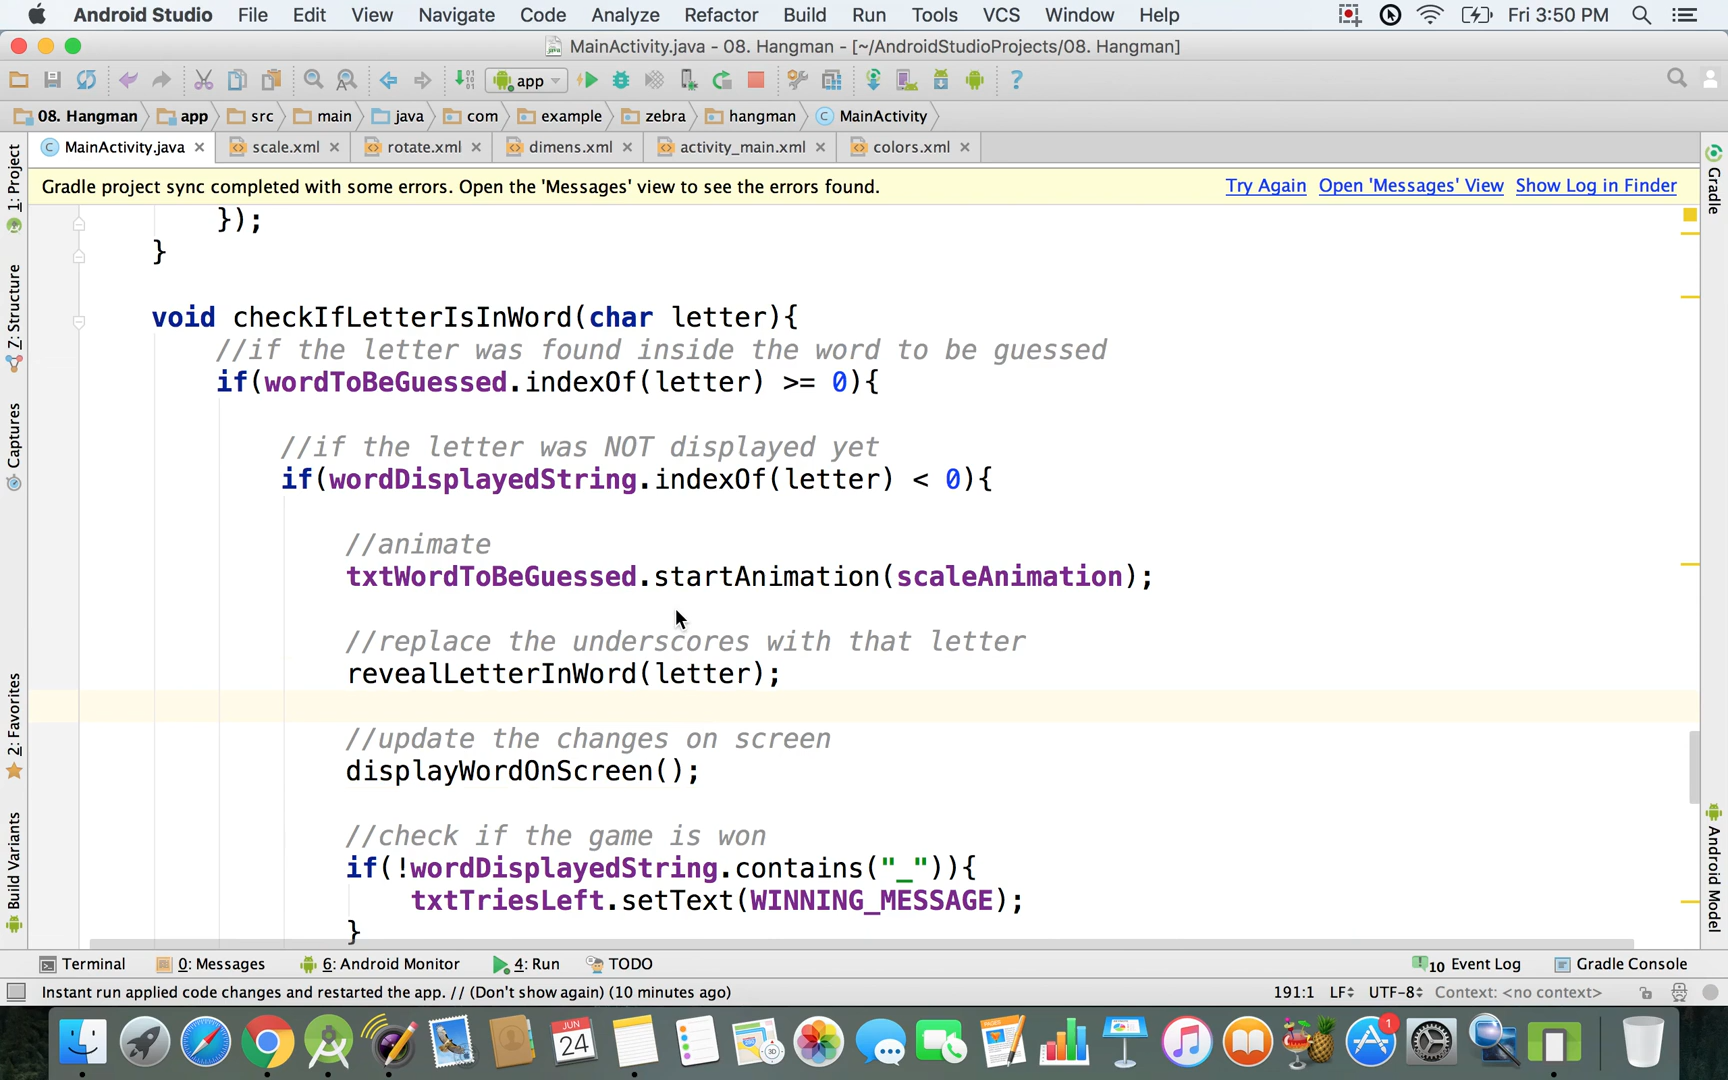 Android Studio File Edit View Navigate Code Analyze Refactor Build Run Tools VCS Window Help Fri 3:50 PM
MainActivity.java - 08. Hangman - [~/AndroidStudioProjects/08. Hangman]
app
08. Hangman app src main java com example zebra hangman MainActivity
MainActivity.java scale.xml rotate.xml dimens.xml activity_main.xml colors.xml
Gradle project sync completed with some errors. Open the 'Messages' view to see the errors found. Try Again Open 'Messages' View Show Log in Finder
1: Project
7: Structure
Captures
2: Favorites
Build Variants
});
}
void checkIfLetterIsInWord(char letter){
//if the letter was found inside the word to be guessed
if(wordToBeGuessed.indexOf(letter) >= 0){
//if the letter was NOT displayed yet
if(wordDisplayedString.indexOf(letter) < 0){
//animate
txtWordToBeGuessed.startAnimation(scaleAnimation);
//replace the underscores with that letter
revealLetterInWord(letter);
//update the changes on screen
displayWordOnScreen();
//check if the game is won
if(!wordDisplayedString.contains("_")){
txtTriesLeft.setText(WINNING_MESSAGE);
}
Gradle
Android Model
Terminal 0: Messages 6: Android Monitor 4: Run TODO 10 Event Log Gradle Console
Instant run applied code changes and restarted the app. // (Don't show again) (10 minutes ago) 191:1 LF UTF-8 Context: <no context>
JUN
24
1